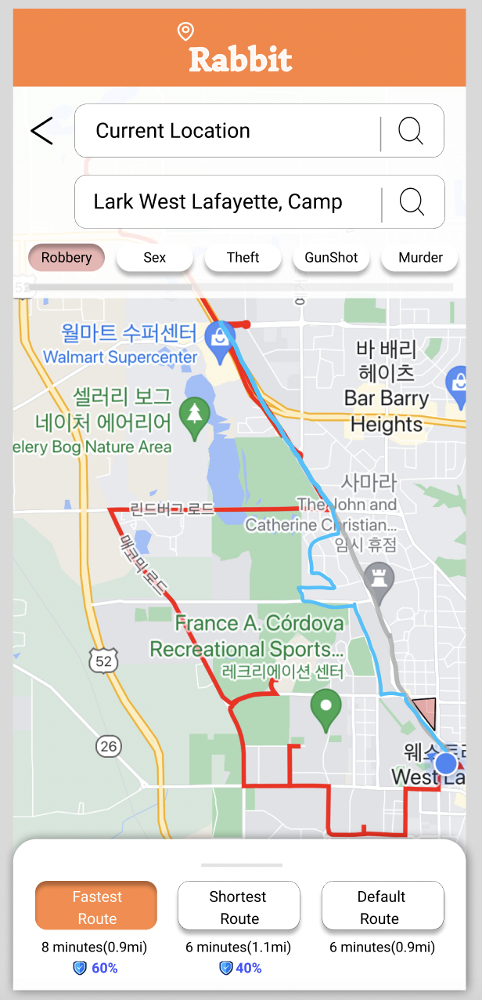 Rabbit
Current Location
Lark West Lafayette, Camp
Robbery Sex Theft GunShot Murder
52
월마트 수퍼센터
Walmart Supercenter
바 배리
헤이츠
Bar Barry
Heights
셀러리 보그
네이처 에어리어
elery Bog Nature Area
사마라
The John and
Catherine Christian...
임시 휴점
린드버그 로드
매코믹 로드
France A. Córdova
Recreational Sports...
레크리에이션 센터
52
26
West La
Fastest
Route
Shortest
Route
Default
Route
8 minutes(0.9mi) 6 minutes(1.1mi) 6 minutes(0.9mi)
60% 40%